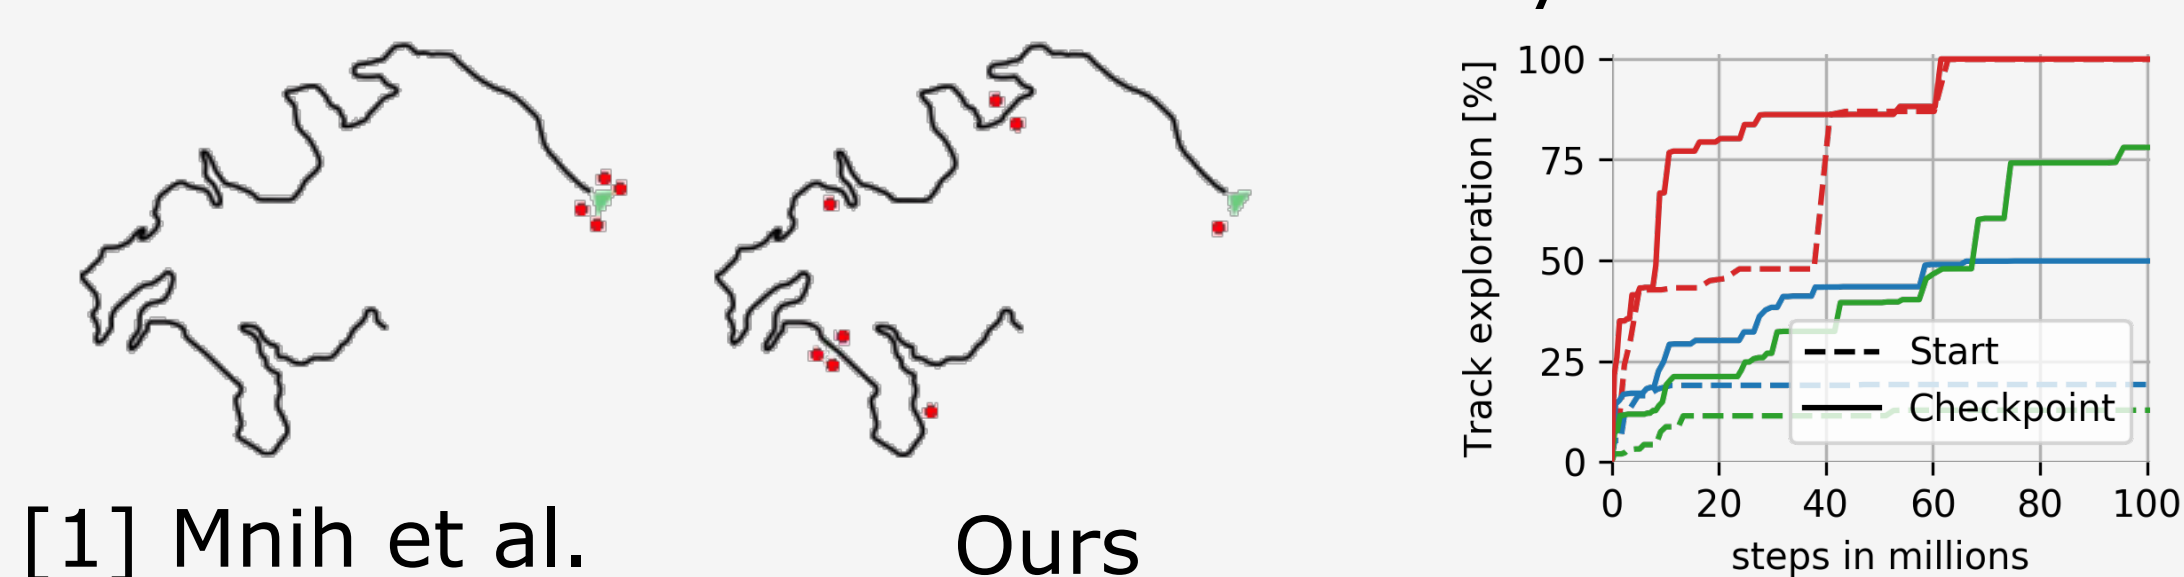 [1] Mnih et al.
Ours
Track exploration [%]
100
75
50
25
0
Start
Checkpoint
0 20 40 60 80 100
steps in millions